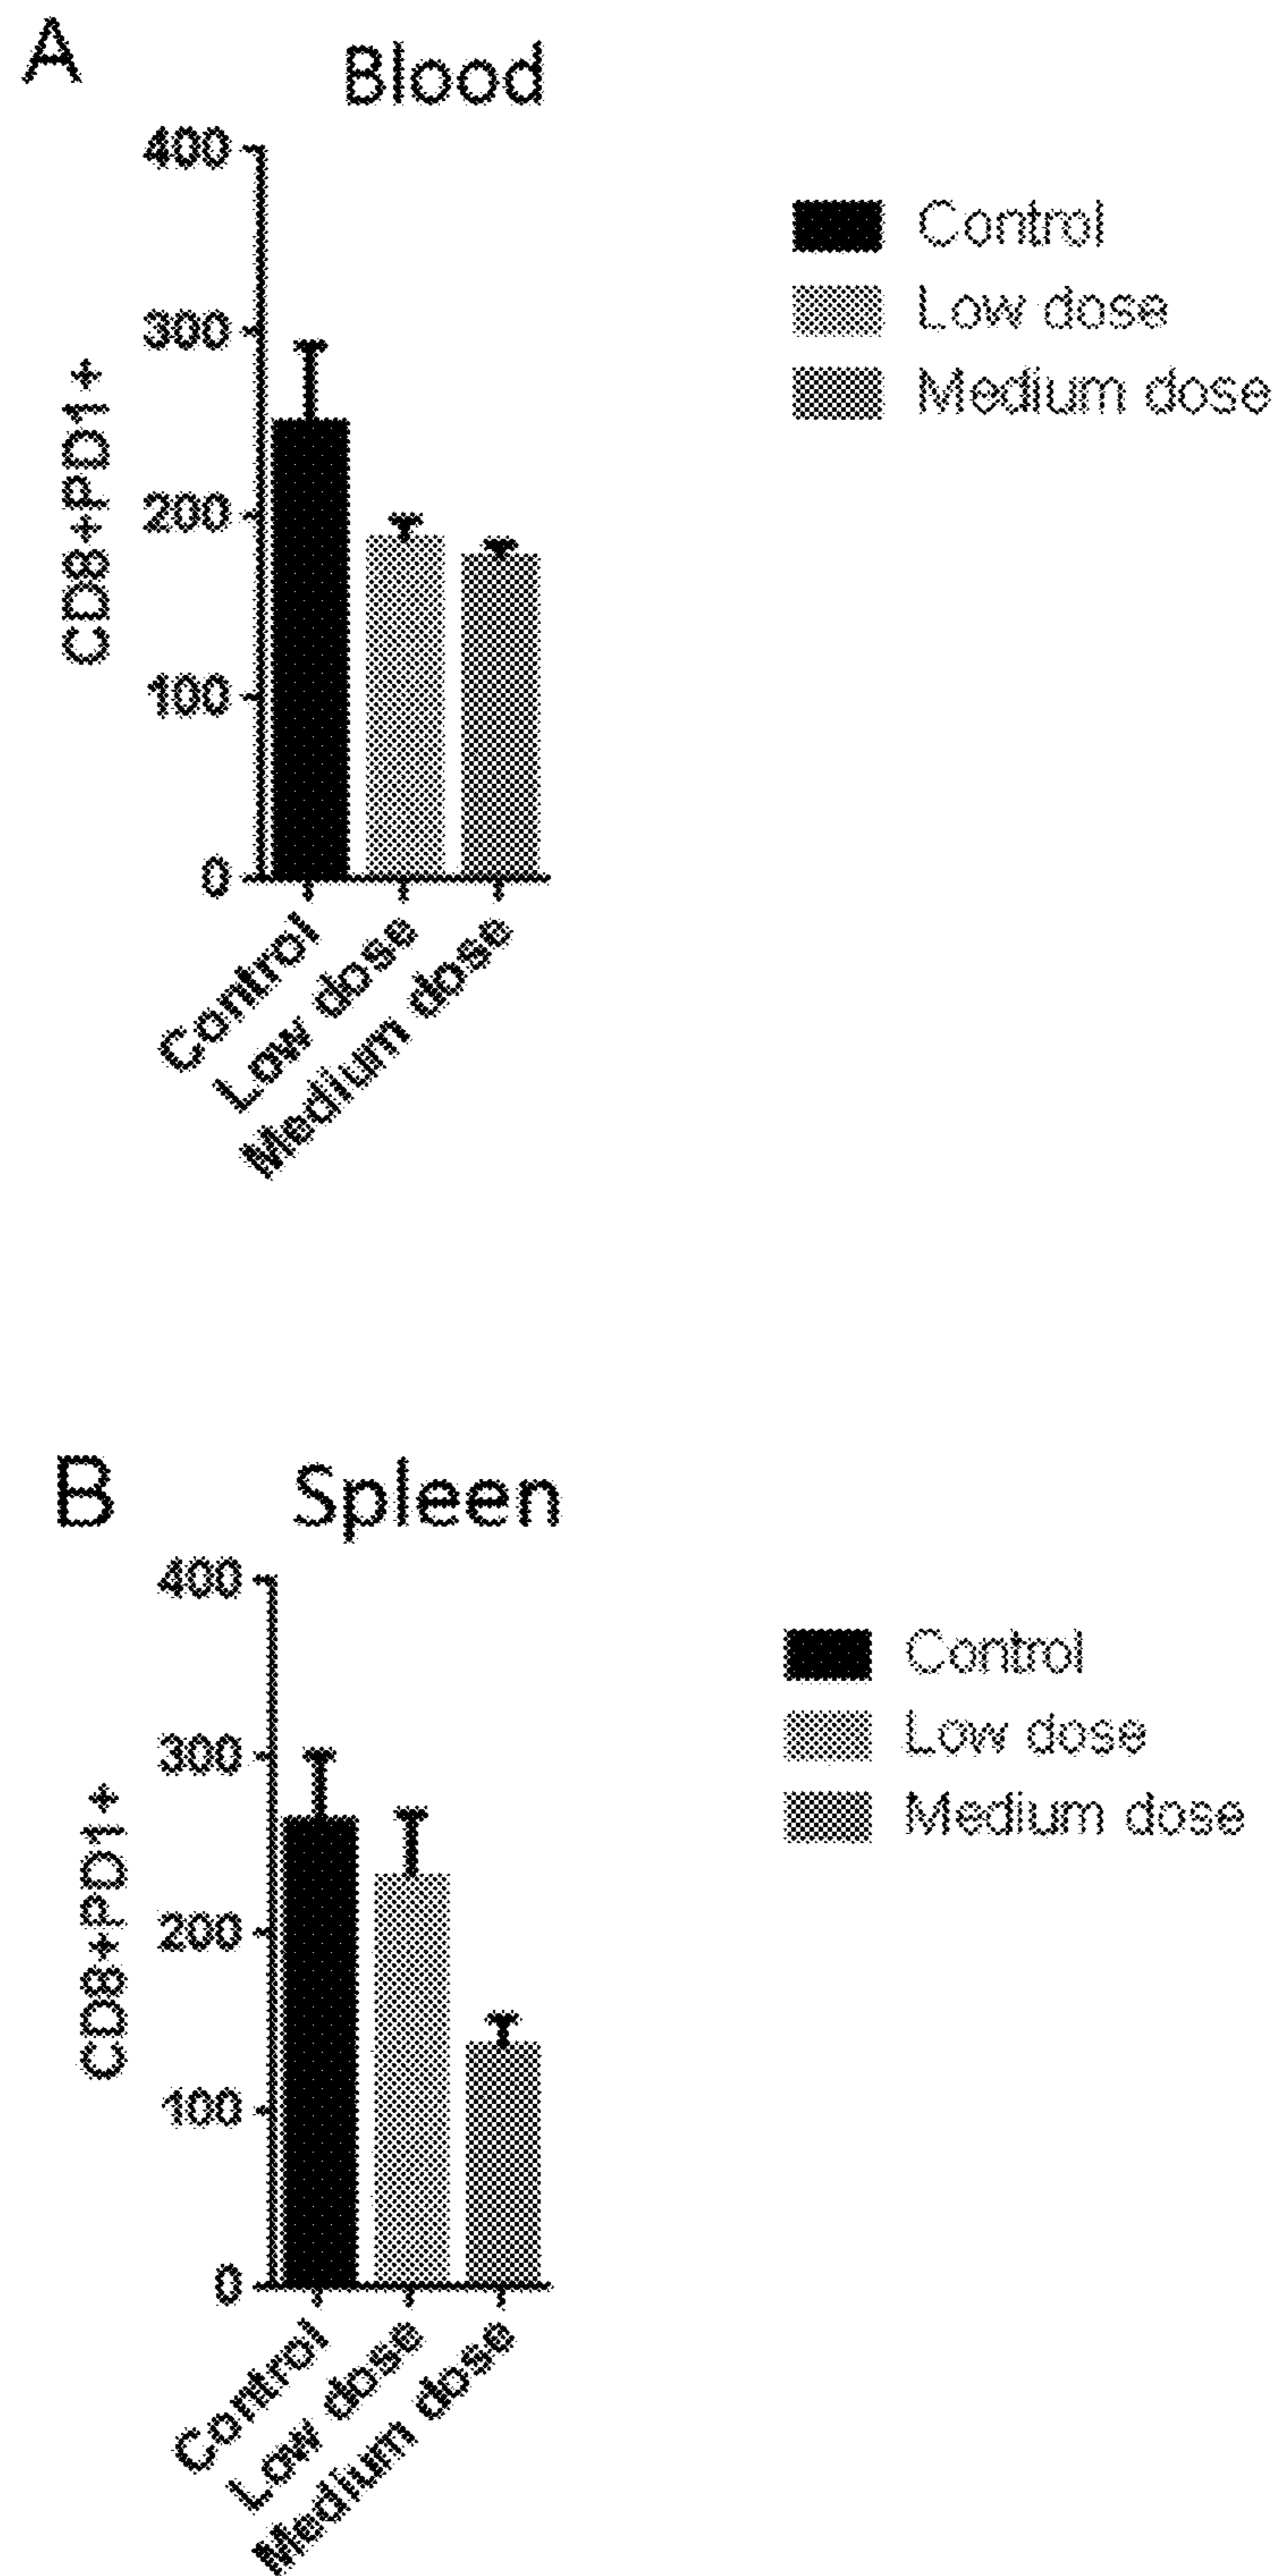 A
Blood
400
300
200
100
0
CD8+PD1+
Control
Low dose
Medium dose
Control
Low dose
Medium dose
B
Spleen
400
300
200
100
0
CD8+PD1+
Control
Low dose
Medium dose
Control
Low dose
Medium dose